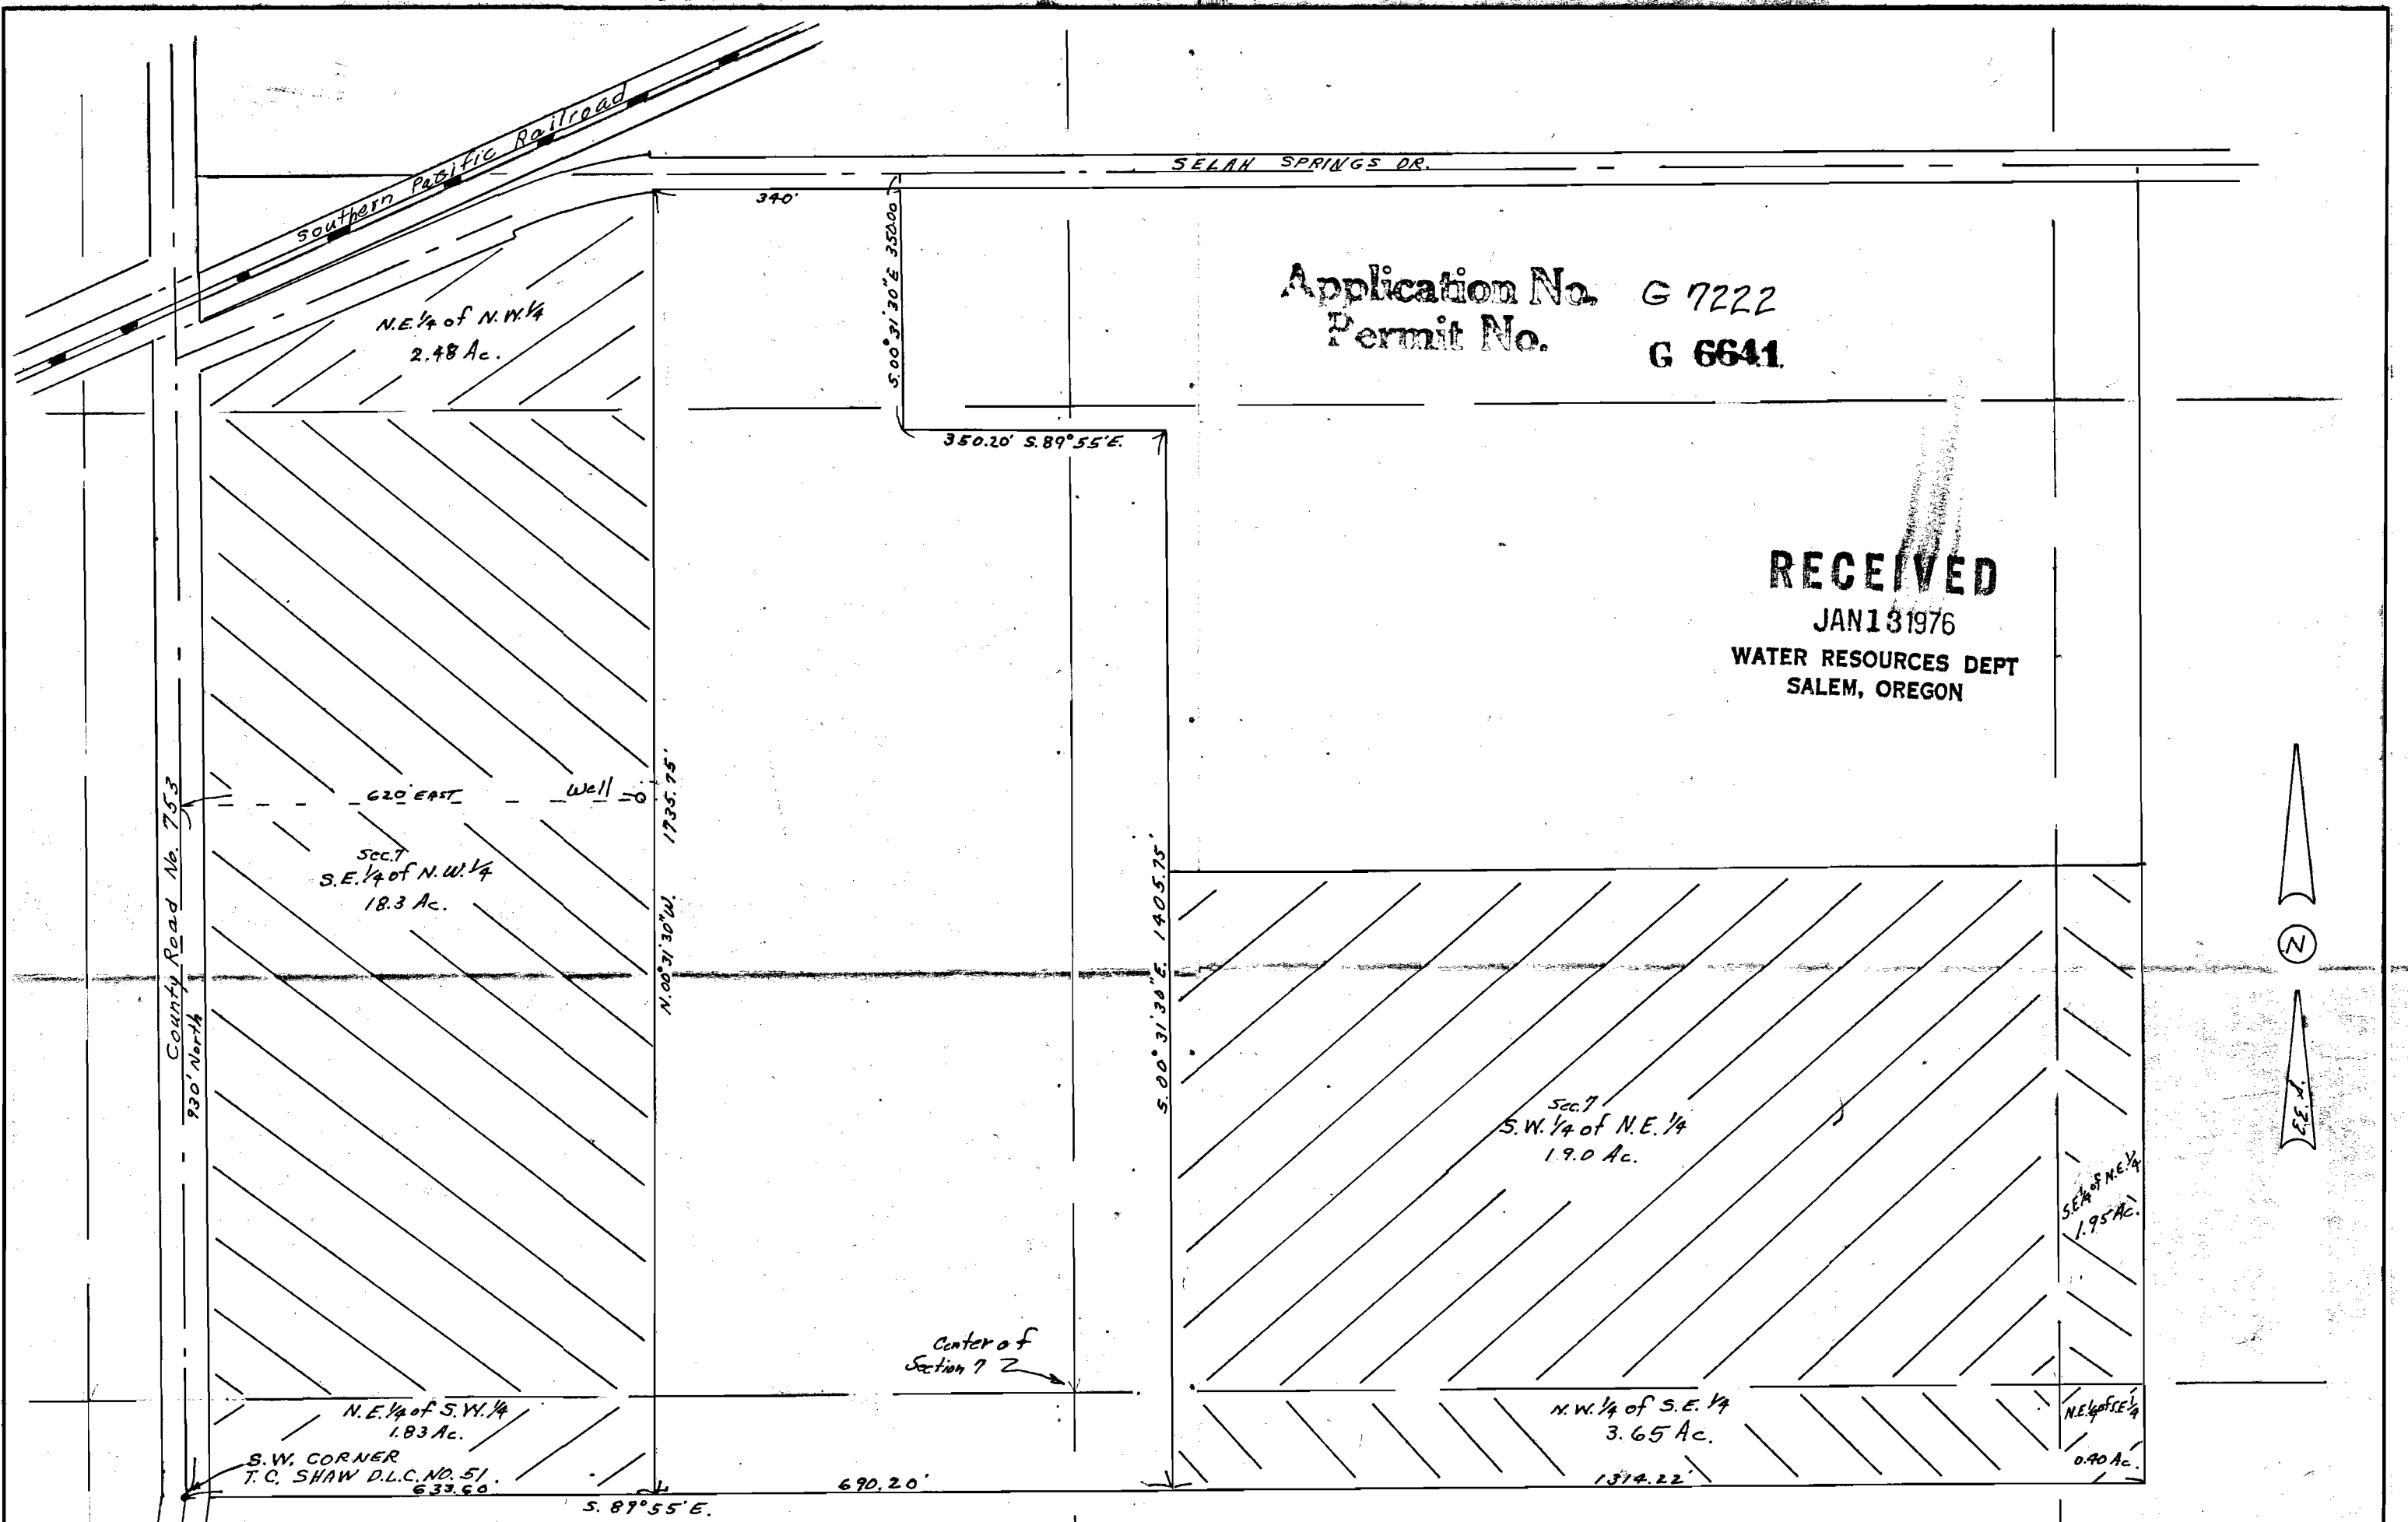 Southern Pacific Railroad
SELAH SPRINGS DR.
340'
S.00°31'30"E 350.00
Application No. G 7222
Permit No. G 6641
N.E.1/4 of N.W.1/4
2.48 Ac.
350.20' S.89°55'E.
RECEIVED
JAN131976
WATER RESOURCES DEPT
SALEM, OREGON
620' EAST
Well
County Road No. 753
930' North
Sec.7
S.E.1/4 of N.W.1/4
18.3 Ac.
N.00°31'30"W. 1735.75'
S.00°31'30"E. 1405.75'
N
E.E.
Sec.7
S.W.1/4 of N.E.1/4
19.0 Ac.
S.E.1/4 of N.E.1/4
1.95 Ac.
Center of
Section 7
N.E.1/4 of S.W.1/4
1.83 Ac.
N.W.1/4 of S.E.1/4
3.65 Ac.
N.E.1/4 of S.E.1/4
0.40 Ac.
S.W. CORNER
T.C. SHAW D.L.C. NO. 51.
633.60'
690.20'
1314.22'
S. 89°55'E.